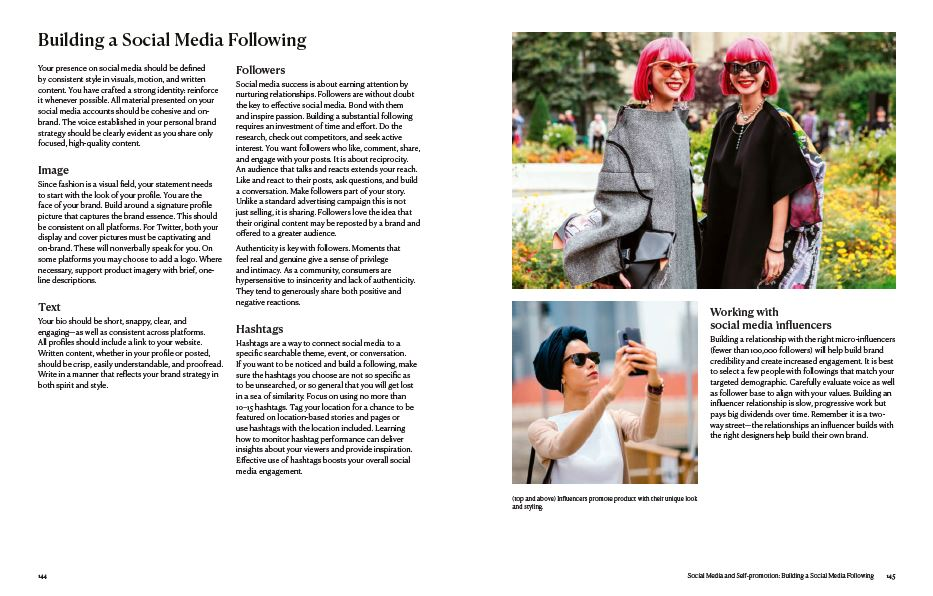 Building a Social Media Following
Your presence on social media should be defined
by consistent style in visuals, motion, and written
content. You have crafted a strong identity: reinforce
it whenever possible. All material presented on your
social media accounts should be cohesive and on-
brand. The voice established in your personal brand
strategy should be clearly evident as you share only
focused, high-quality content.
Image
Since fashion is a visual field, your statement needs
to start with the look of your profile. You are the
face of your brand. Build around a signature profile
picture that captures the brand essence. This should
be consistent on all platforms. For Twitter, both your
display and cover pictures must be captivating and
on-brand. These will nonverbally speak for you. On
some platforms you may choose to add a logo. Where
necessary, support product imagery with brief, one-
line descriptions.
Text
Your bio should be short, snappy, clear, and
engaging—as well as consistent across platforms.
All profiles should include a link to your website.
Written content, whether in your profile or posted,
should be crisp, easily understandable, and proofread.
Write in a manner that reflects your brand strategy in
both spirit and style.
Followers
Social media success is about earning attention by
nurturing relationships. Followers are without doubt
the key to effective social media. Bond with them
and inspire passion. Building a substantial following
requires an investment of time and effort. Do the
research, check out competitors, and seek active
interest. You want followers who like, comment, share,
and engage with your posts. It is about reciprocity.
An audience that talks and reacts extends your reach.
Like and react to their posts, ask questions, and build
a conversation. Make followers part of your story.
Unlike a standard advertising campaign this is not
just selling, it is sharing. Followers love the idea that
their original content may be reposted by a brand and
offered to a greater audience.
Authenticity is key with followers. Moments that
feel real and genuine give a sense of privilege
and intimacy. As a community, consumers are
hypersensitive to insincerity and lack of authenticity.
They tend to generously share both positive and
negative reactions.
Hashtags
Hashtags are a way to connect social media to a
specific searchable theme, event, or conversation.
If you want to be noticed and build a following, make
sure the hashtags you choose are not so specific as
to be unsearched, or so general that you will get lost
in a sea of similarity. Focus on using no more than
10–15 hashtags. Tag your location for a chance to be
featured on location-based stories and pages or
use hashtags with the location included. Learning
how to monitor hashtag performance can deliver
insights about your viewers and provide inspiration.
Effective use of hashtags boosts your overall social
media engagement.
144
Working with
social media influencers
Building a relationship with the right micro-influencers
(fewer than 100,000 followers) will help build brand
credibility and create increased engagement. It is best
to select a few people with followings that match your
targeted demographic. Carefully evaluate voice as well
as follower base to align with your values. Building an
influencer relationship is slow, progressive work but
pays big dividends over time. Remember it is a two-
way street—the relationships an influencer builds with
the right designers help build their own brand.
(top and above) Influencers promote product with their unique look
and styling.
Social Media and Self-promotion: Building a Social Media Following
145